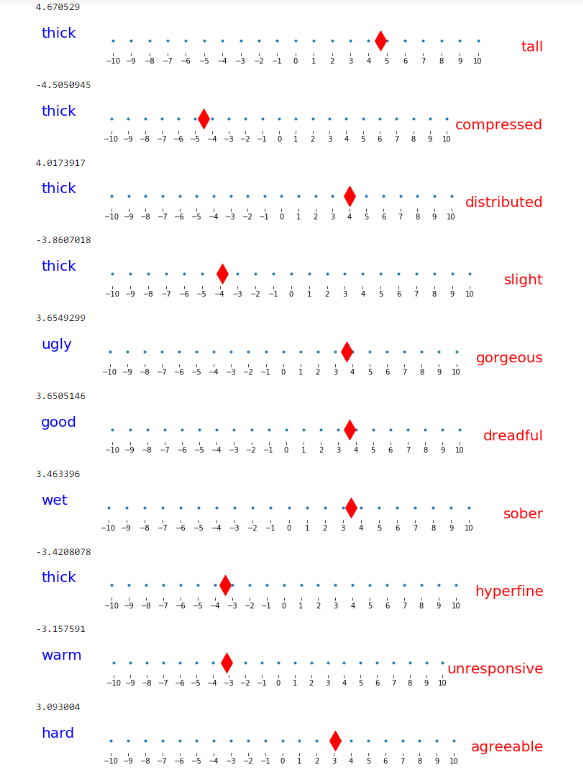 4.670529
thick
−10 −9 −8 −7 −6 −5 −4 −3 −2 −1 0 1 2 3 4 5 6 7 8 9 10
tall
-4.5050945
thick
−10 −9 −8 −7 −6 −5 −4 −3 −2 −1 0 1 2 3 4 5 6 7 8 9 10
compressed
4.0173917
thick
−10 −9 −8 −7 −6 −5 −4 −3 −2 −1 0 1 2 3 4 5 6 7 8 9 10
distributed
-3.8607018
thick
−10 −9 −8 −7 −6 −5 −4 −3 −2 −1 0 1 2 3 4 5 6 7 8 9 10
slight
3.6549299
ugly
−10 −9 −8 −7 −6 −5 −4 −3 −2 −1 0 1 2 3 4 5 6 7 8 9 10
gorgeous
3.6505146
good
−10 −9 −8 −7 −6 −5 −4 −3 −2 −1 0 1 2 3 4 5 6 7 8 9 10
dreadful
3.463396
wet
−10 −9 −8 −7 −6 −5 −4 −3 −2 −1 0 1 2 3 4 5 6 7 8 9 10
sober
-3.4208078
thick
−10 −9 −8 −7 −6 −5 −4 −3 −2 −1 0 1 2 3 4 5 6 7 8 9 10
hyperfine
-3.157591
warm
−10 −9 −8 −7 −6 −5 −4 −3 −2 −1 0 1 2 3 4 5 6 7 8 9 10
unresponsive
3.093004
hard
−10 −9 −8 −7 −6 −5 −4 −3 −2 −1 0 1 2 3 4 5 6 7 8 9 10
agreeable